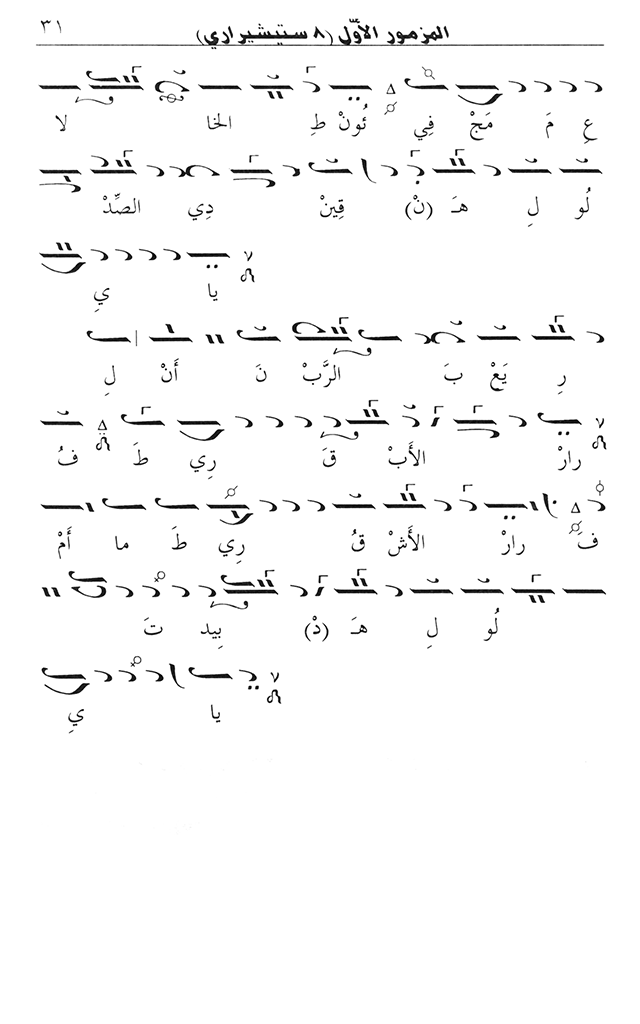 المزمور الأوّل (٨ ستيشيراري) ٣١
عِ مَ مَجْ فِي ئُونْ طِ الخا لا
لُو لِ هـَ (نْ) قِينْ دِي الصِّدْ
يا ي
رِ يَعْ بَ الرَّبْ نَ أَنْ لِ
رارْ الأَبْ قَ رِي طَ فُ
فَ رارْ الأَشْ قُ رِي طَ ما أَمْ
لُو لِ هـَ (دْ) بِيد تَ
يا ي